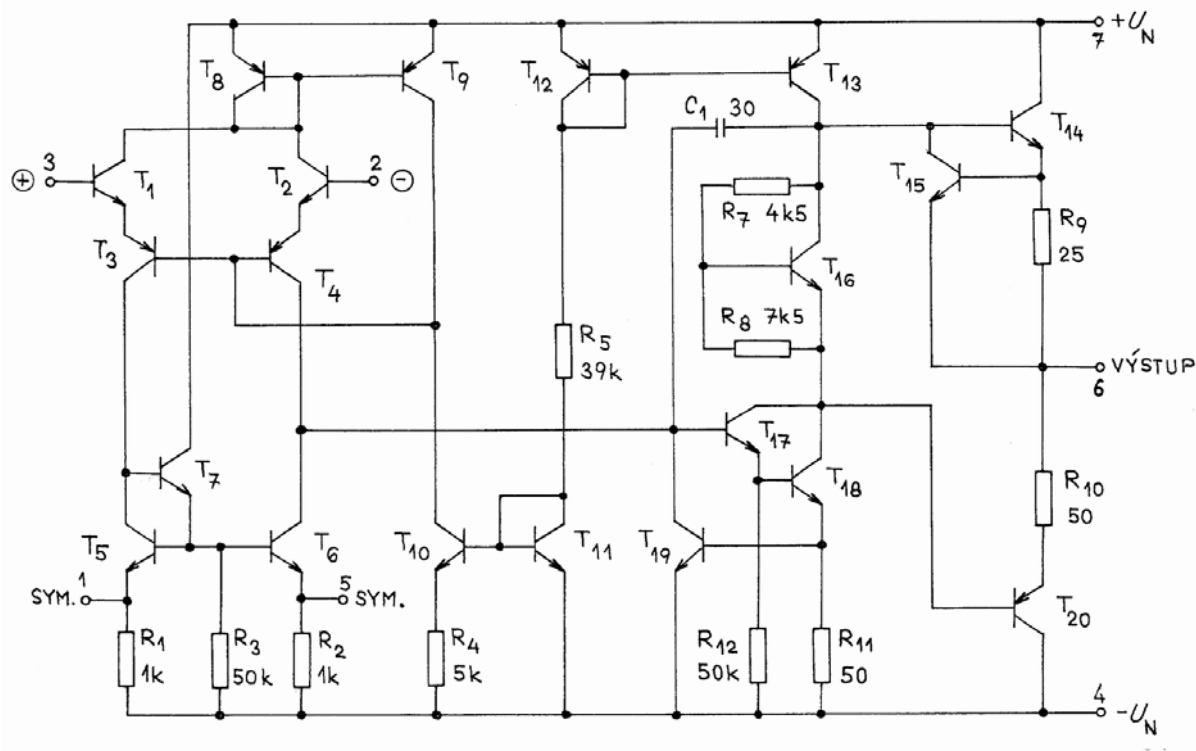 +U_N
7
T8
T9
T12
T13
C1 30
T14
3
⊕
T1
T2
2
⊖
T15
R7 4k5
R9
25
T3
T4
T16
R8 7k5
R5
39k
VÝSTUP
6
T17
T7
T18
R10
50
T5
T6
T10
T11
T19
1
SYM.
5
SYM.
T20
R1
1k
R3
50k
R2
1k
R4
5k
R12
50k
R11
50
4
-U_N